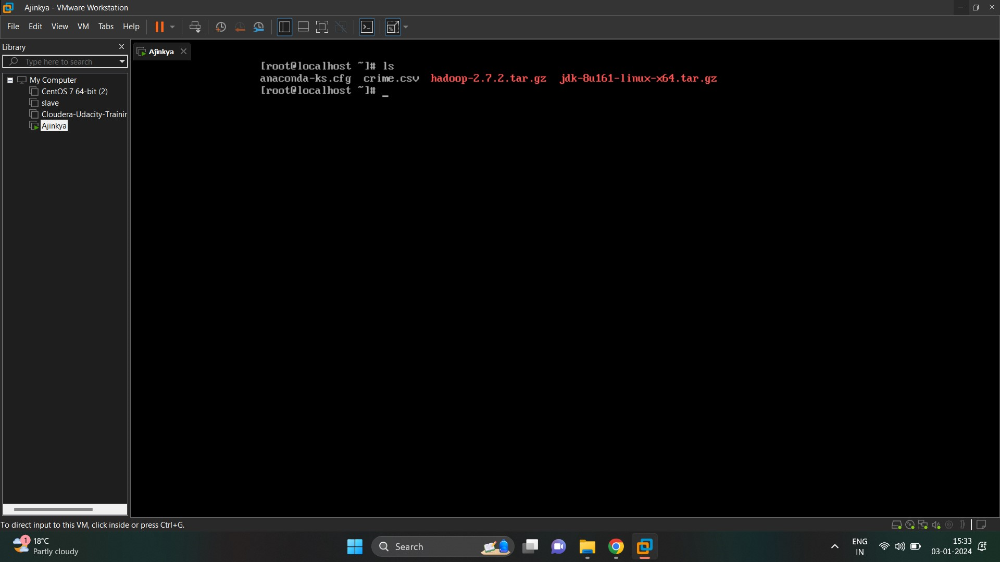 Ajinkya - VMware Workstation
File Edit View VM Tabs Help
Library
Type here to search
My Computer
CentOS 7 64-bit (2)
slave
Cloudera-Udacity-Trainir
Ajinkya
Ajinkya
[root@localhost ~]# ls
anaconda-ks.cfg crime.csv hadoop-2.7.2.tar.gz jdk-8u161-linux-x64.tar.gz
[root@localhost ~]# _
To direct input to this VM, click inside or press Ctrl+G.
1
18°C
Partly cloudy
Search
ENG
IN
15:33
03-01-2024